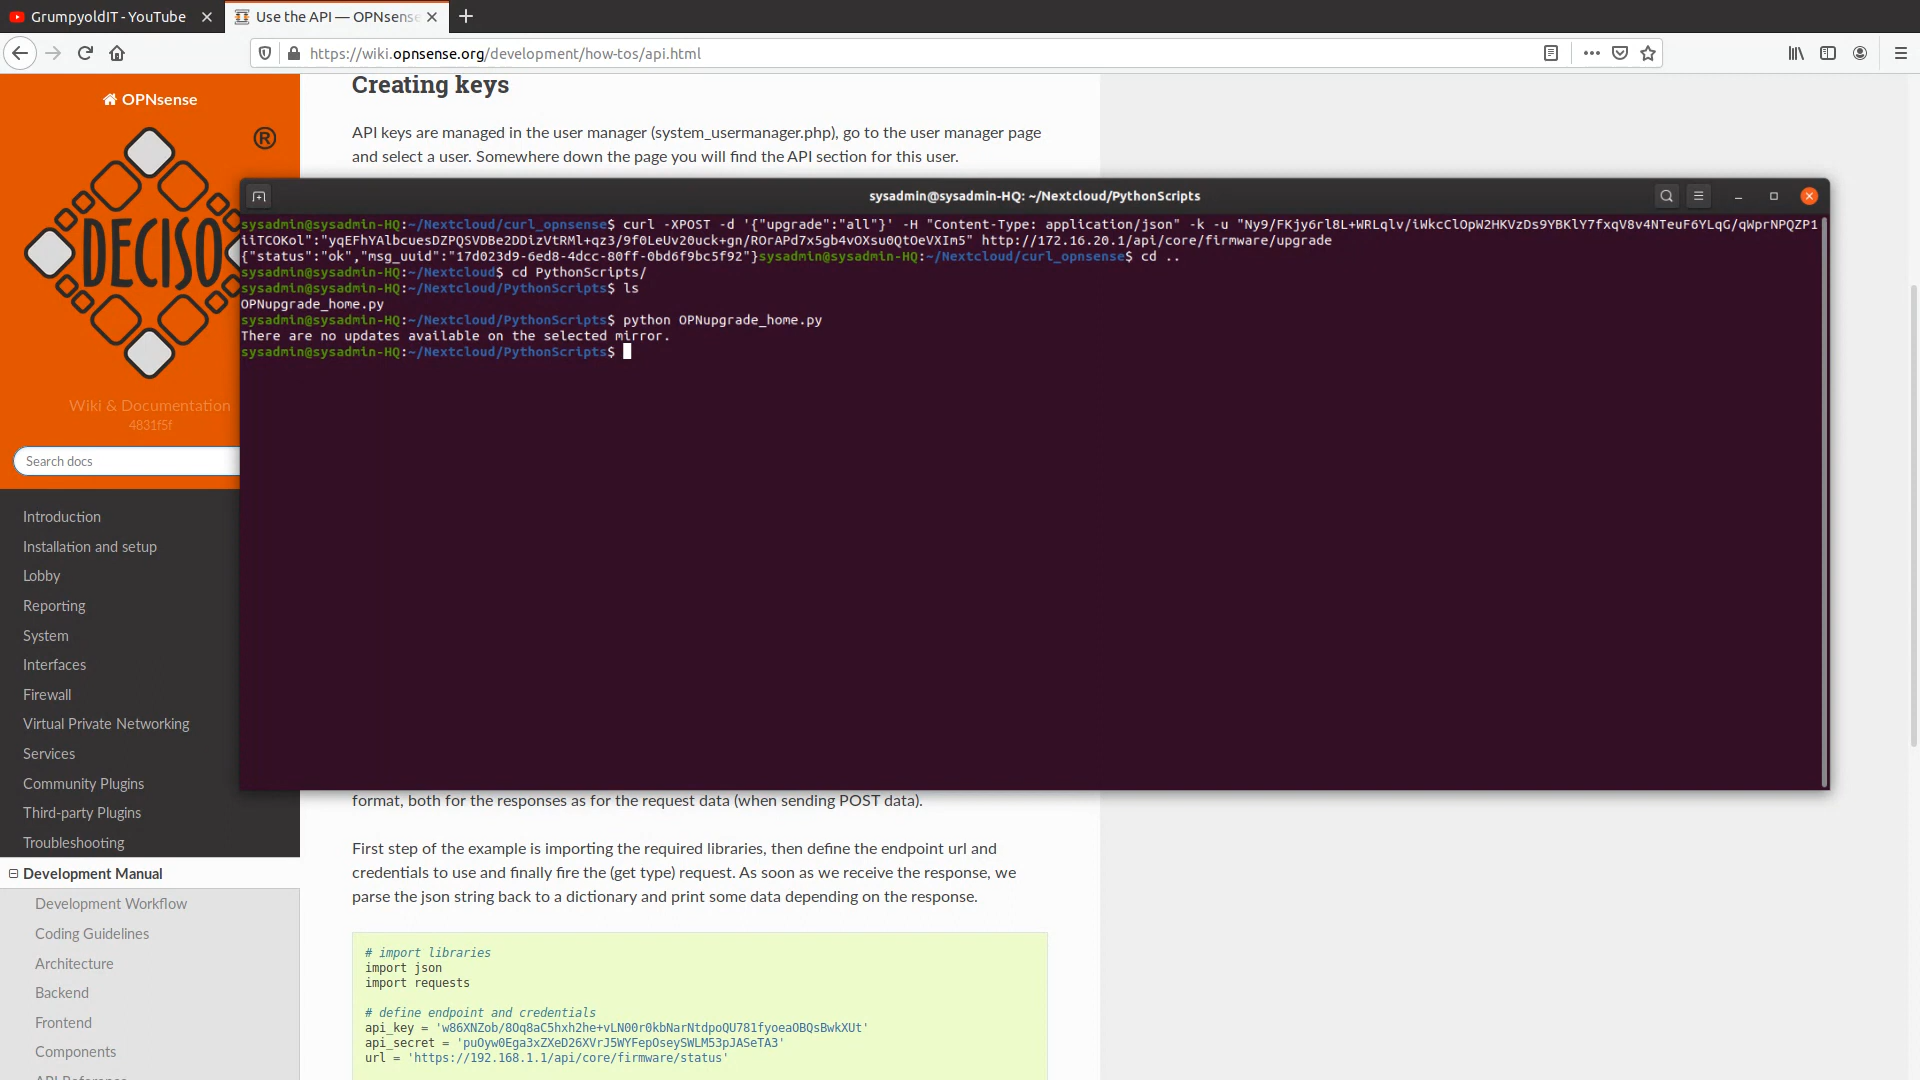 GrumpyoldIT - YouTube
Use the API — OPNsense
https://wiki.opnsense.org/development/how-tos/api.html
OPNsense
®
DECISO
Wiki & Documentation
4831f5f
Search docs
Introduction
Installation and setup
Lobby
Reporting
System
Interfaces
Firewall
Virtual Private Networking
Services
Community Plugins
Third-party Plugins
Troubleshooting
Development Manual
Development Workflow
Coding Guidelines
Architecture
Backend
Frontend
Components
API Reference
Creating keys
API keys are managed in the user manager (system_usermanager.php), go to the user manager page
and select a user. Somewhere down the page you will find the API section for this user.
sysadmin@sysadmin-HQ: ~/Nextcloud/PythonScripts
sysadmin@sysadmin-HQ:~/Nextcloud/curl_opnsense$ curl -XPOST -d '{"upgrade":"all"}' -H "Content-Type: application/json" -k -u "Ny9/FKjy6rl8L+WRLqlv/iWkcClOpW2HKVzDs9YBKlY7fxqV8v4NTeuF6YLqG/qWprNPQZP1
iiTCOKol":"yqEFhYAlbcuesDZPQSVDBe2DDizVtRMl+qz3/9f0LeUv20uck+gn/ROrAPd7x5gb4vOXsu0QtOeVXIm5" http://172.16.20.1/api/core/firmware/upgrade
{"status":"ok","msg_uuid":"17d023d9-6ed8-4dcc-80ff-0bd6f9bc5f92"}sysadmin@sysadmin-HQ:~/Nextcloud/curl_opnsense$ cd ..
sysadmin@sysadmin-HQ:~/Nextcloud$ cd PythonScripts/
sysadmin@sysadmin-HQ:~/Nextcloud/PythonScripts$ ls
OPNupgrade_home.py
sysadmin@sysadmin-HQ:~/Nextcloud/PythonScripts$ python OPNupgrade_home.py
There are no updates available on the selected mirror.
sysadmin@sysadmin-HQ:~/Nextcloud/PythonScripts$
format, both for the responses as for the request data (when sending POST data).
First step of the example is importing the required libraries, then define the endpoint url and
credentials to use and finally fire the (get type) request. As soon as we receive the response, we
parse the json string back to a dictionary and print some data depending on the response.
# import libraries
import json
import requests
# define endpoint and credentials
api_key = 'w86XNZob/8Oq8aC5hxh2he+vLN00r0kbNarNtdpoQU781fyoeaOBQsBwkXUt'
api_secret = 'puOyw0Ega3xZXeD26XVrJ5WYFepOseySWLM53pJASeTA3'
url = 'https://192.168.1.1/api/core/firmware/status'